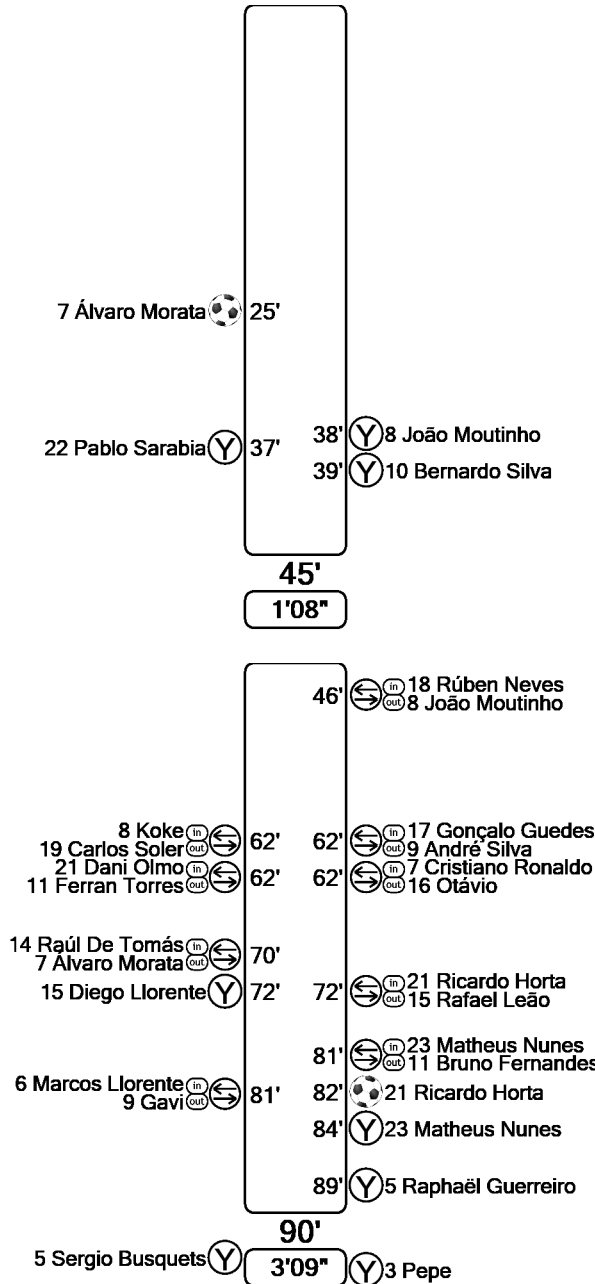 7 Álvaro Morata 25'
38' Y 8 João Moutinho
22 Pablo Sarabia Y 37'
39' Y 10 Bernardo Silva
45'
1'08"
46' in 18 Rúben Neves
out 8 João Moutinho
8 Koke in 62' 62' in 17 Gonçalo Guedes
19 Carlos Soler out out 9 André Silva
21 Dani Olmo in 62' 62' in 7 Cristiano Ronaldo
11 Ferran Torres out out 16 Otávio
14 Raúl De Tomás in 70'
7 Álvaro Morata out
15 Diego Llorente Y 72' 72' in 21 Ricardo Horta
out 15 Rafael Leão
81' in 23 Matheus Nunes
out 11 Bruno Fernandes
6 Marcos Llorente in 81'
9 Gavi out
82' 21 Ricardo Horta
84' Y 23 Matheus Nunes
89' Y 5 Raphaël Guerreiro
90'
5 Sergio Busquets Y
3'09" Y 3 Pepe